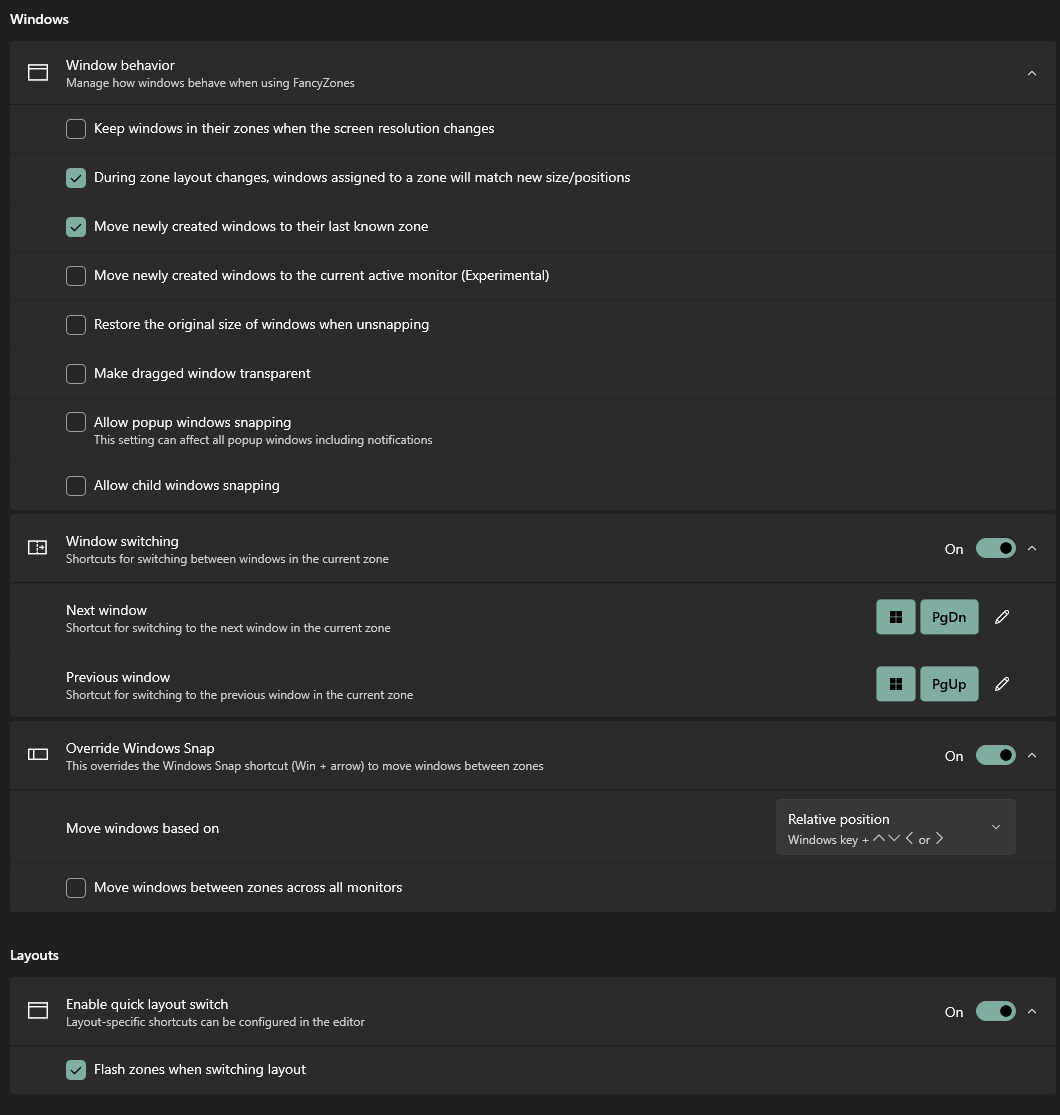 Windows
Window behavior
Manage how windows behave when using FancyZones
Keep windows in their zones when the screen resolution changes
During zone layout changes, windows assigned to a zone will match new size/positions
Move newly created windows to their last known zone
Move newly created windows to the current active monitor (Experimental)
Restore the original size of windows when unsnapping
Make dragged window transparent
Allow popup windows snapping
This setting can affect all popup windows including notifications
Allow child windows snapping
Window switching
Shortcuts for switching between windows in the current zone
On
Next window
Shortcut for switching to the next window in the current zone
PgDn
Previous window
Shortcut for switching to the previous window in the current zone
PgUp
Override Windows Snap
This overrides the Windows Snap shortcut (Win + arrow) to move windows between zones
On
Move windows based on
Relative position
Windows key + or
Move windows between zones across all monitors
Layouts
Enable quick layout switch
Layout-specific shortcuts can be configured in the editor
On
Flash zones when switching layout